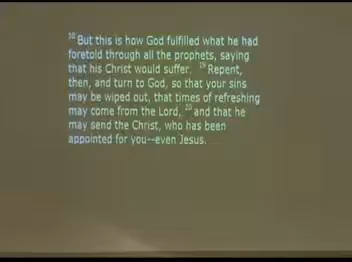 18 But this is how God fulfilled what he had
foretold through all the prophets, saying
that his Christ would suffer. 19 Repent,
then, and turn to God, so that your sins
may be wiped out, that times of refreshing
may come from the Lord, 20 and that he
may send the Christ, who has been
appointed for you--even Jesus.